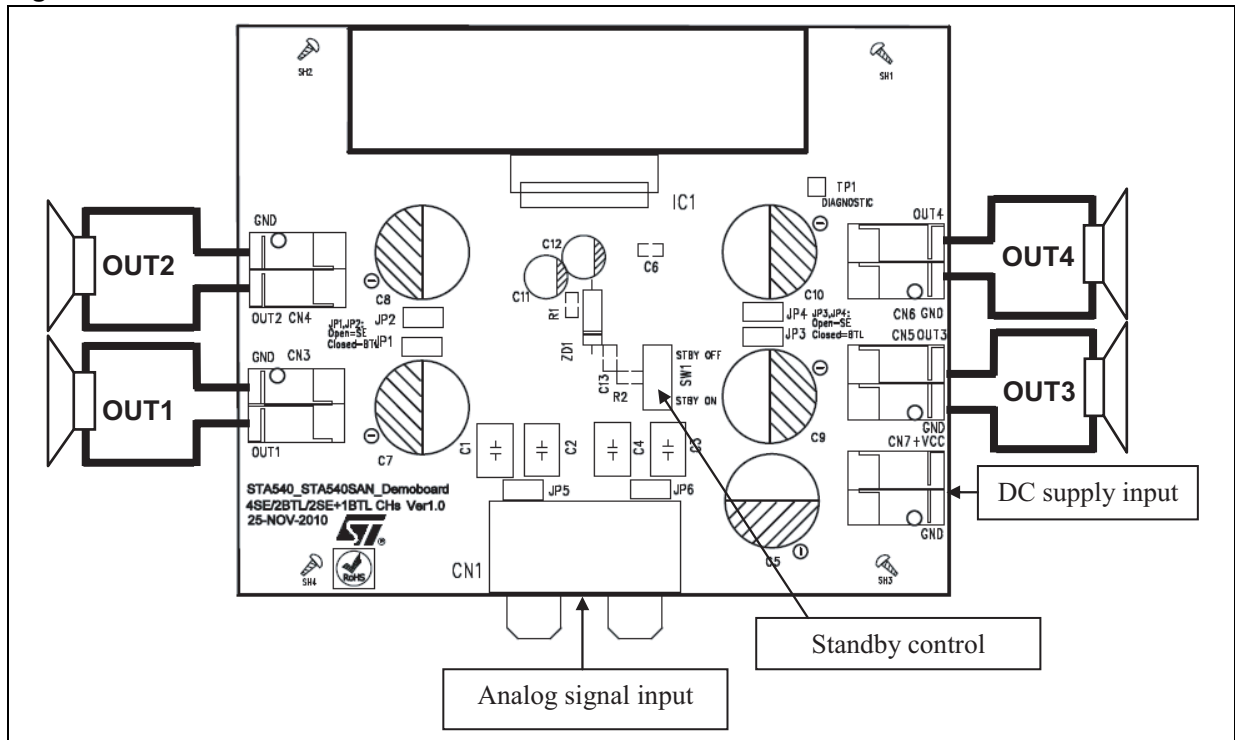 SH2
SH1
IC1
TP1
DIAGNOSTIC
GND
OUT4
OUT2
OUT4
C12
C6
C11
C8
C10
R1
OUT2 CN4
CN6 GND
JP2
JP4
JP1,JP2:
Open=SE
Closed=BTL
JP3,JP4:
Open=SE
Closed=BTL
JP1
JP3
CN5 OUT3
GND CN3
ZD1
C13
R2
STBY OFF
SW1
STBY ON
OUT1
OUT3
OUT1
C7
C9
GND
CN7 +VCC
C1
C2
C4
C3
JP5
JP6
STA540_STA540SAN_Demoboard
4SE/2BTL/2SE+1BTL CHs Ver1.0
25-NOV-2010
ST
DC supply input
GND
C5
SH4
RoHS
CN1
SH3
Standby control
Analog signal input